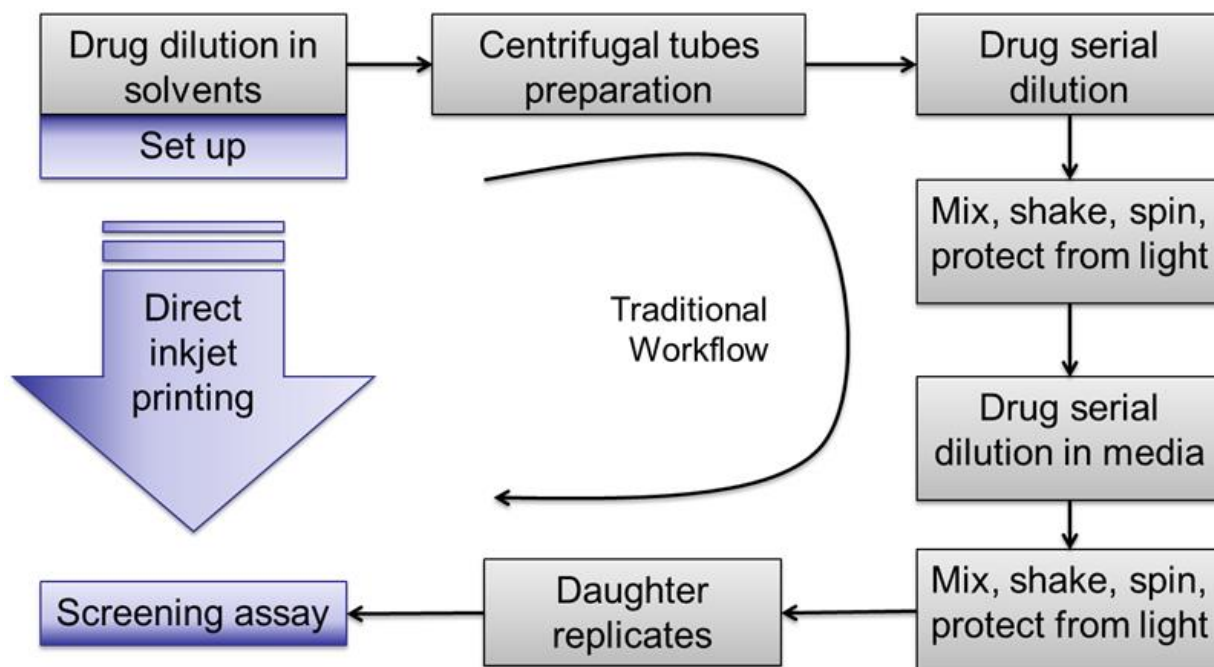 Drug dilution in
solvents
Set up
Centrifugal tubes
preparation
Drug serial
dilution
Mix, shake, spin,
protect from light
Direct
inkjet
printing
Traditional
Workflow
Drug serial
dilution in media
Mix, shake, spin,
protect from light
Daughter
replicates
Screening assay